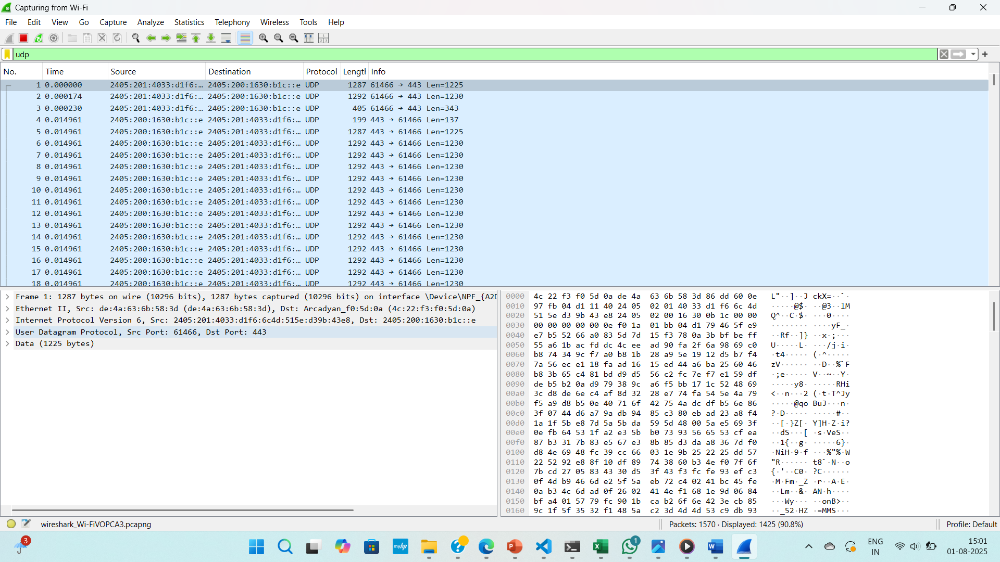 Capturing from Wi-Fi
File Edit View Go Capture Analyze Statistics Telephony Wireless Tools Help
udp
No. Time Source Destination Protocol Length Info
1 0.000000 2405:201:4033:d1f6:… 2405:200:1630:b1c::e UDP 1287 61466 → 443 Len=1225
2 0.000174 2405:201:4033:d1f6:… 2405:200:1630:b1c::e UDP 1292 61466 → 443 Len=1230
3 0.000230 2405:201:4033:d1f6:… 2405:200:1630:b1c::e UDP 405 61466 → 443 Len=343
4 0.014961 2405:200:1630:b1c::e 2405:201:4033:d1f6:… UDP 199 443 → 61466 Len=137
5 0.014961 2405:200:1630:b1c::e 2405:201:4033:d1f6:… UDP 1287 443 → 61466 Len=1225
6 0.014961 2405:200:1630:b1c::e 2405:201:4033:d1f6:… UDP 1292 443 → 61466 Len=1230
7 0.014961 2405:200:1630:b1c::e 2405:201:4033:d1f6:… UDP 1292 443 → 61466 Len=1230
8 0.014961 2405:200:1630:b1c::e 2405:201:4033:d1f6:… UDP 1292 443 → 61466 Len=1230
9 0.014961 2405:200:1630:b1c::e 2405:201:4033:d1f6:… UDP 1292 443 → 61466 Len=1230
10 0.014961 2405:200:1630:b1c::e 2405:201:4033:d1f6:… UDP 1292 443 → 61466 Len=1230
11 0.014961 2405:200:1630:b1c::e 2405:201:4033:d1f6:… UDP 1292 443 → 61466 Len=1230
12 0.014961 2405:200:1630:b1c::e 2405:201:4033:d1f6:… UDP 1292 443 → 61466 Len=1230
13 0.014961 2405:200:1630:b1c::e 2405:201:4033:d1f6:… UDP 1292 443 → 61466 Len=1230
14 0.014961 2405:200:1630:b1c::e 2405:201:4033:d1f6:… UDP 1292 443 → 61466 Len=1230
15 0.014961 2405:200:1630:b1c::e 2405:201:4033:d1f6:… UDP 1292 443 → 61466 Len=1230
16 0.014961 2405:200:1630:b1c::e 2405:201:4033:d1f6:… UDP 1292 443 → 61466 Len=1230
17 0.014961 2405:200:1630:b1c::e 2405:201:4033:d1f6:… UDP 1292 443 → 61466 Len=1230
18 0.014961 2405:200:1630:b1c::e 2405:201:4033:d1f6:… UDP 1292 443 → 61466 Len=1230
Frame 1: 1287 bytes on wire (10296 bits), 1287 bytes captured (10296 bits) on interface \Device\NPF_{A2D
Ethernet II, Src: de:4a:63:6b:58:3d (de:4a:63:6b:58:3d), Dst: Arcadyan_f0:5d:0a (4c:22:f3:f0:5d:0a)
Internet Protocol Version 6, Src: 2405:201:4033:d1f6:6c4d:515e:d39b:43e8, Dst: 2405:200:1630:b1c::e
User Datagram Protocol, Src Port: 61466, Dst Port: 443
Data (1225 bytes)
0000 4c 22 f3 f0 5d 0a de 4a 63 6b 58 3d 86 dd 60 0e L"··]··J ckX=··`·
0010 97 fb 04 d1 11 40 24 05 02 01 40 33 d1 f6 6c 4d ·····@$· ··@3··lM
0020 51 5e d3 9b 43 e8 24 05 02 00 16 30 0b 1c 00 00 Q^··C·$· ···0····
0030 00 00 00 00 00 0e f0 1a 01 bb 04 d1 79 46 5f e9 ········ ····yF_·
0040 e7 b5 52 66 a0 83 5d 7d 15 f3 78 0a 3b bf be ff ··Rf··]} ··x·;···
0050 55 a6 1b ac fd dc 4c ee ad 90 fa 2f 6a 98 69 c0 U·····L· ···/j·i·
0060 b8 74 34 9c f7 a0 b8 1b 28 a9 5e 19 12 d5 b7 f4 ·t4····· (·^·····
0070 7a 56 ec e1 18 fa ad 16 15 ed 44 a6 ba 25 60 46 zV······ ··D··%`F
0080 b8 3b 65 c4 81 bd d9 d5 56 c2 fc 7e f7 e1 59 df ·;e····· V··~··Y·
0090 de b5 b2 0a d9 79 38 9c a6 f5 bb 17 1c 52 48 69 ·····y8· ·····RHi
00a0 3c d8 de 6e c4 af 8d 32 28 e7 74 fa 54 5e 4a 79 <··n···2 (·t·T^Jy
00b0 f5 a9 d8 b5 0e 40 71 6f 42 75 4a dc df b5 6e 86 ·····@qo BuJ···n·
00c0 3f 07 44 d6 a7 9a db 94 85 c3 80 eb ad 23 a8 f4 ?·D····· ·····#··
00d0 1a 1f 5b e8 7d 5a 5b da 59 5d 48 00 5a e5 69 3f ··[·}Z[· Y]H·Z·i?
00e0 0e fb 64 53 1f a2 e3 5b b0 73 93 56 65 53 cf ea ··dS···[ ·s·VeS··
00f0 87 b3 31 7b 83 e5 67 e3 8b 85 d3 da a8 36 7d f0 ··1{··g· ·····6}·
0100 d8 4e 69 48 fc 39 cc 66 03 1e 9b 25 22 25 dd 57 ·NiH·9·f ···%"%·W
0110 22 52 92 e8 8f 10 df 89 74 38 60 b3 4e f0 7f 6f "R······ t8`·N··o
0120 7b cd 27 05 83 43 30 d5 3f 43 f3 fc fe 93 ef c3 {·'··C0· ?C······
0130 0f 4d b9 46 6d e2 5f 5a eb 72 c4 02 41 bc 45 fe ·M·Fm·_Z ·r··A·E·
0140 0a b3 4c 6d ad 0f 26 02 41 4e f1 68 1e 9d 06 84 ··Lm··&· AN·h····
0150 bf a4 01 57 79 fc 90 1b ca b2 6f 6e 42 3e cb 85 ···Wy··· ··onB>··
0160 9c 1f 5f 35 32 f1 48 5a c2 3d 4d 4d 53 c9 db 93 ··_52·HZ ·=MMS···
wireshark_Wi-FiVOPCA3.pcapng Packets: 1570 · Displayed: 1425 (90.8%) Profile: Default
3 myhp 1 ENG IN 15:01 01-08-2025